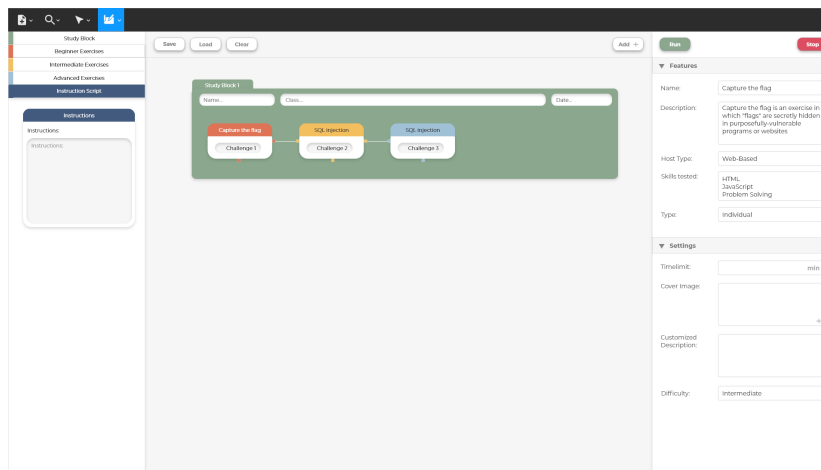 Study Block
Beginner Exercises
Intermediate Exercises
Advanced Exercises
Instruction Script
Instructions
Instructions:
Instructions:
Save
Load
Clear
Add +
Study Block 1
Name...
Class...
Date...
Capture the flag
Challenge 1
SQL injection
Challenge 2
SQL injection
Challenge 3
Run
Stop
Features
Name:
Capture the flag
Description:
Capture the flag is an exercise in
which "flags" are secretly hidden
in purposefully-vulnerable
programs or websites
Host Type:
Web-Based
Skills tested:
HTML
JavaScript
Problem Solving
Type:
Individual
Settings
Timelimit:
min
Cover Image:
Customized
Description:
Difficulty:
Intermediate